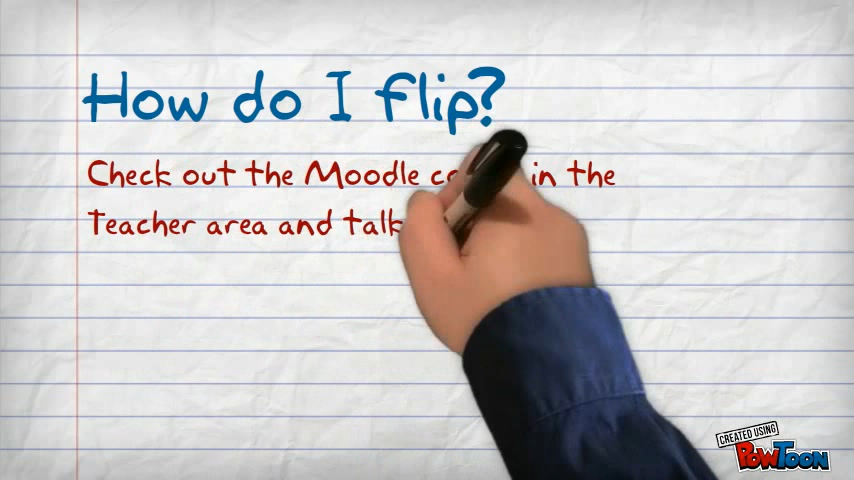 How do I flip?
Check out the Moodle in the
Teacher area and talk
CREATED USING
POWTOON